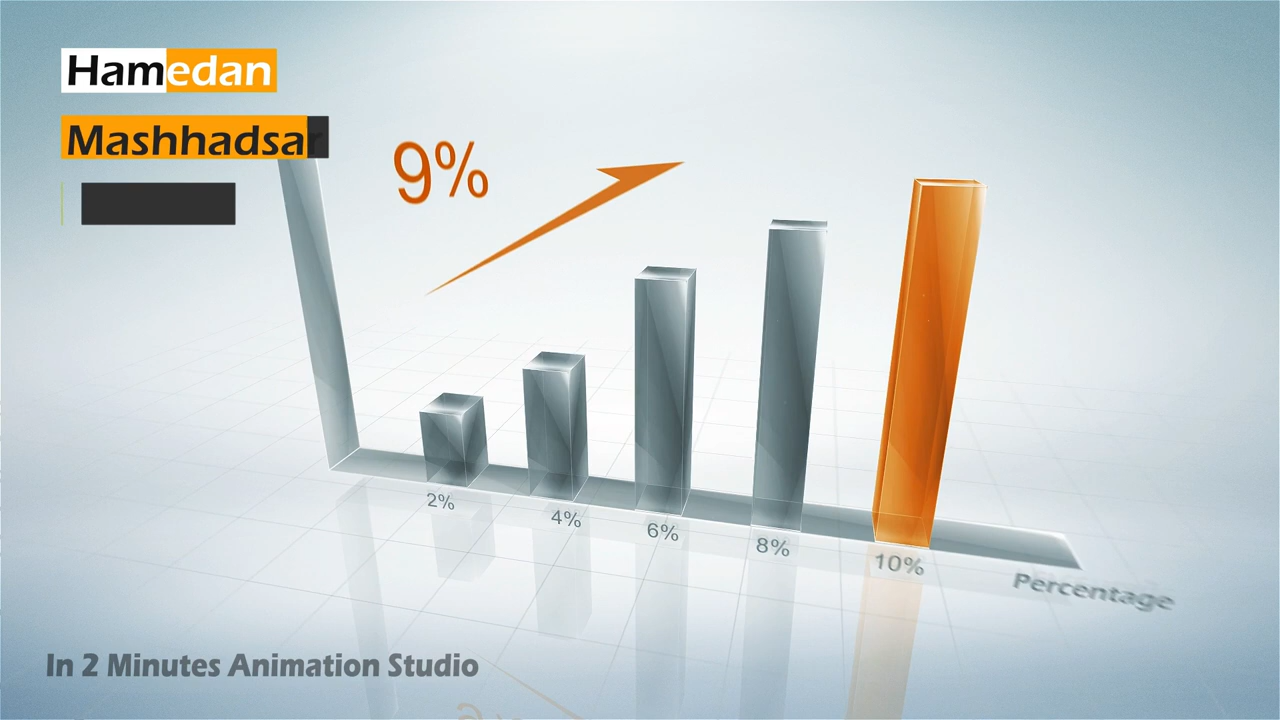 Hamedan
Mashhadsar
9%
2%
4%
6%
8%
10%
Percentage
In 2 Minutes Animation Studio